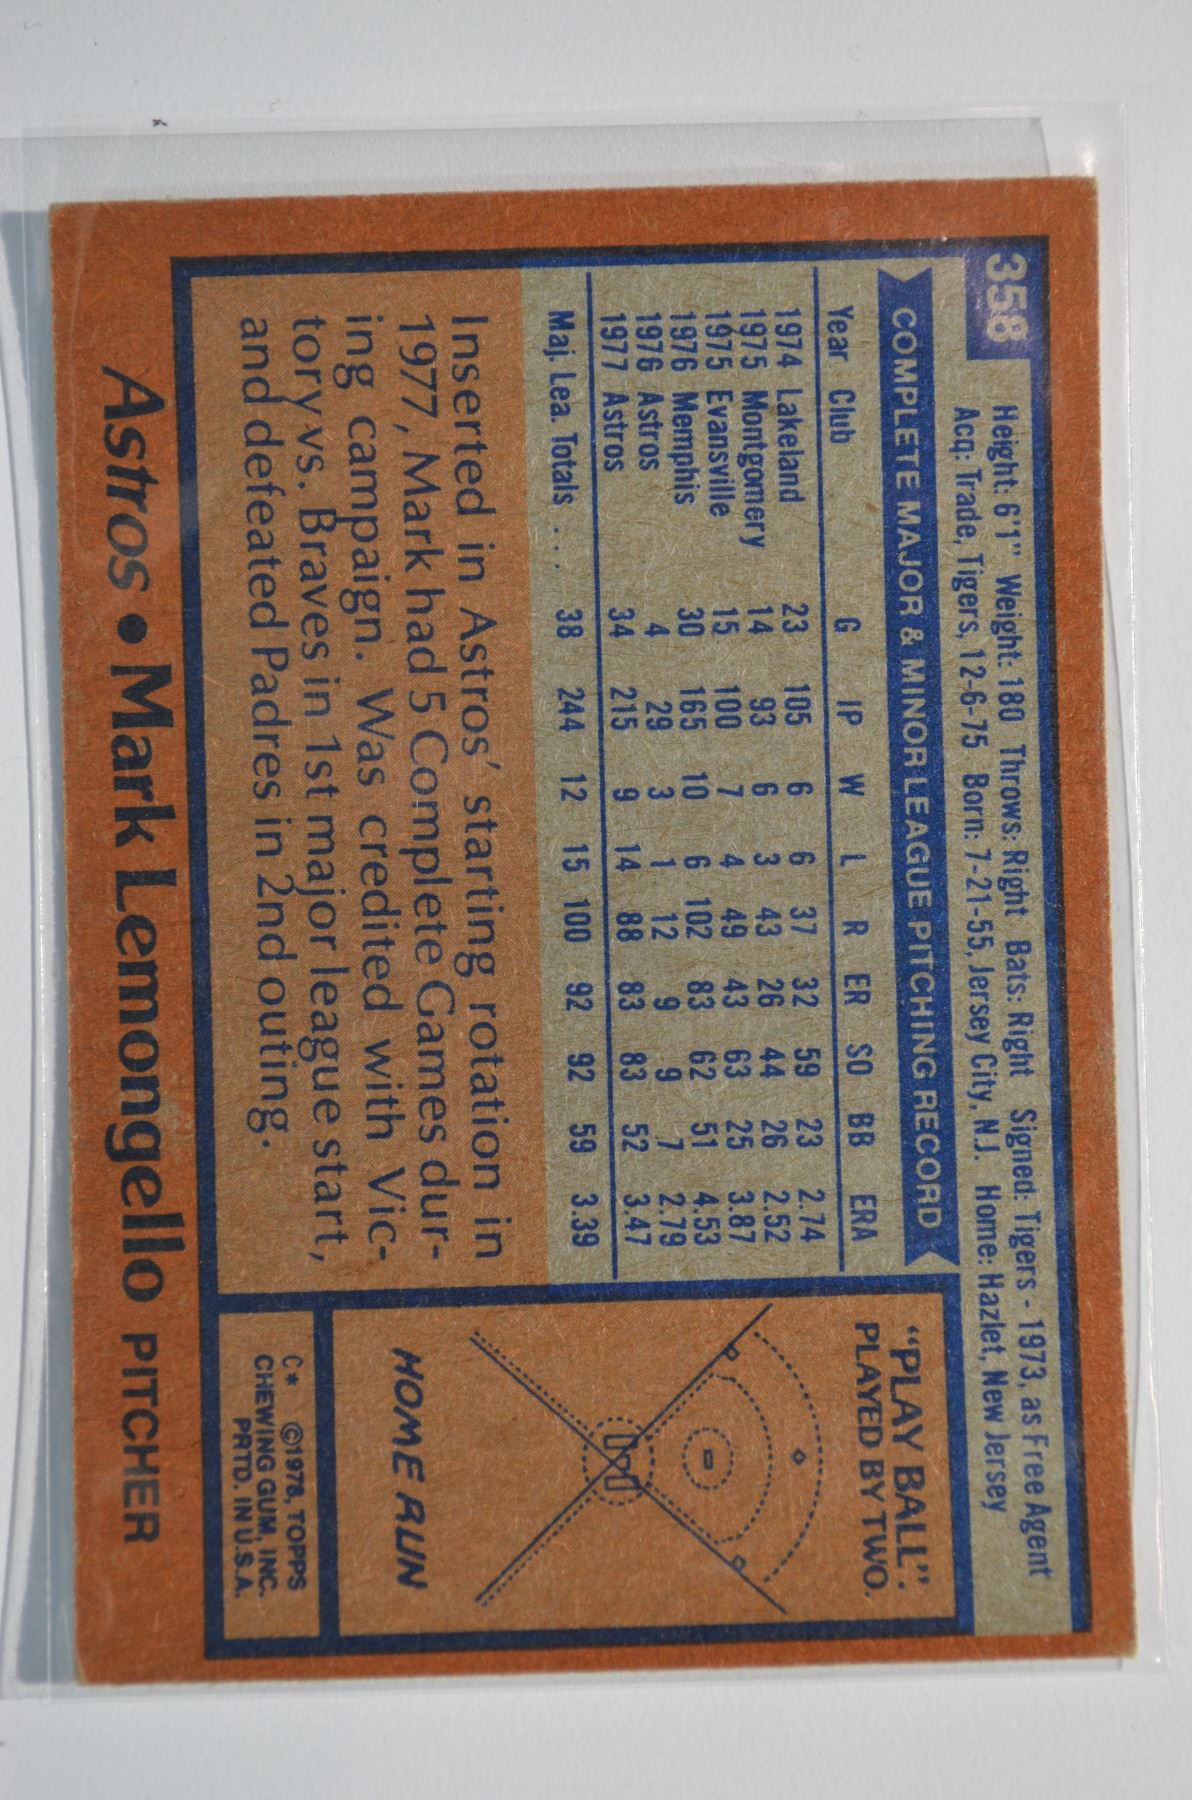 358
Height: 6'1" Weight: 180 Throws: Right Bats: Right Signed: Tigers - 1973, as Free Agent
Acq: Trade, Tigers, 12-6-75 Born: 7-21-55, Jersey City, N.J. Home: Hazlet, New Jersey
COMPLETE MAJOR & MINOR LEAGUE PITCHING RECORD
Year Club G IP W L R ER SO BB ERA
1974 Lakeland 23 105 6 6 37 32 59 23 2.74
1975 Montgomery 14 93 6 3 43 26 44 26 2.52
1975 Evansville 15 100 7 4 49 43 63 25 3.87
1976 Memphis 30 165 10 6 102 83 62 51 4.53
1976 Astros 4 29 3 1 12 9 9 7 2.79
1977 Astros 34 215 9 14 88 83 83 52 3.47
Maj. Lea. Totals . . . 38 244 12 15 100 92 92 59 3.39
Inserted in Astros' starting rotation in
1977, Mark had 5 Complete Games dur-
ing campaign. Was credited with Vic-
tory vs. Braves in 1st major league start,
and defeated Padres in 2nd outing.
"PLAY BALL":
PLAYED BY TWO.
HOME RUN
C* ©1978, TOPPS
CHEWING GUM, INC.
PRTD. IN U.S.A.
Astros • Mark Lemongello PITCHER